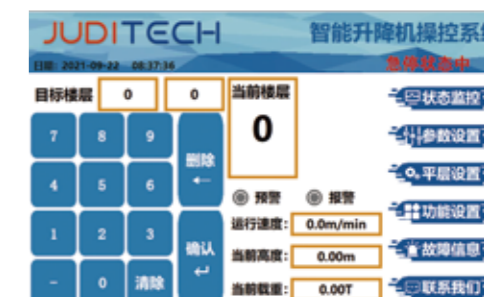 JUDITECH
智能升降机操控系统
日期: 2021-09-22 08:37:36
急停状态中
目标楼层 0 0
当前楼层
0
7 8 9 删除
4 5 6
1 2 3 确认
- 0 清除
预警 报警
运行速度: 0.0m/min
当前高度: 0.00m
当前载重: 0.00T
状态监控
参数设置
平层设置
功能设置
故障信息
联系我们